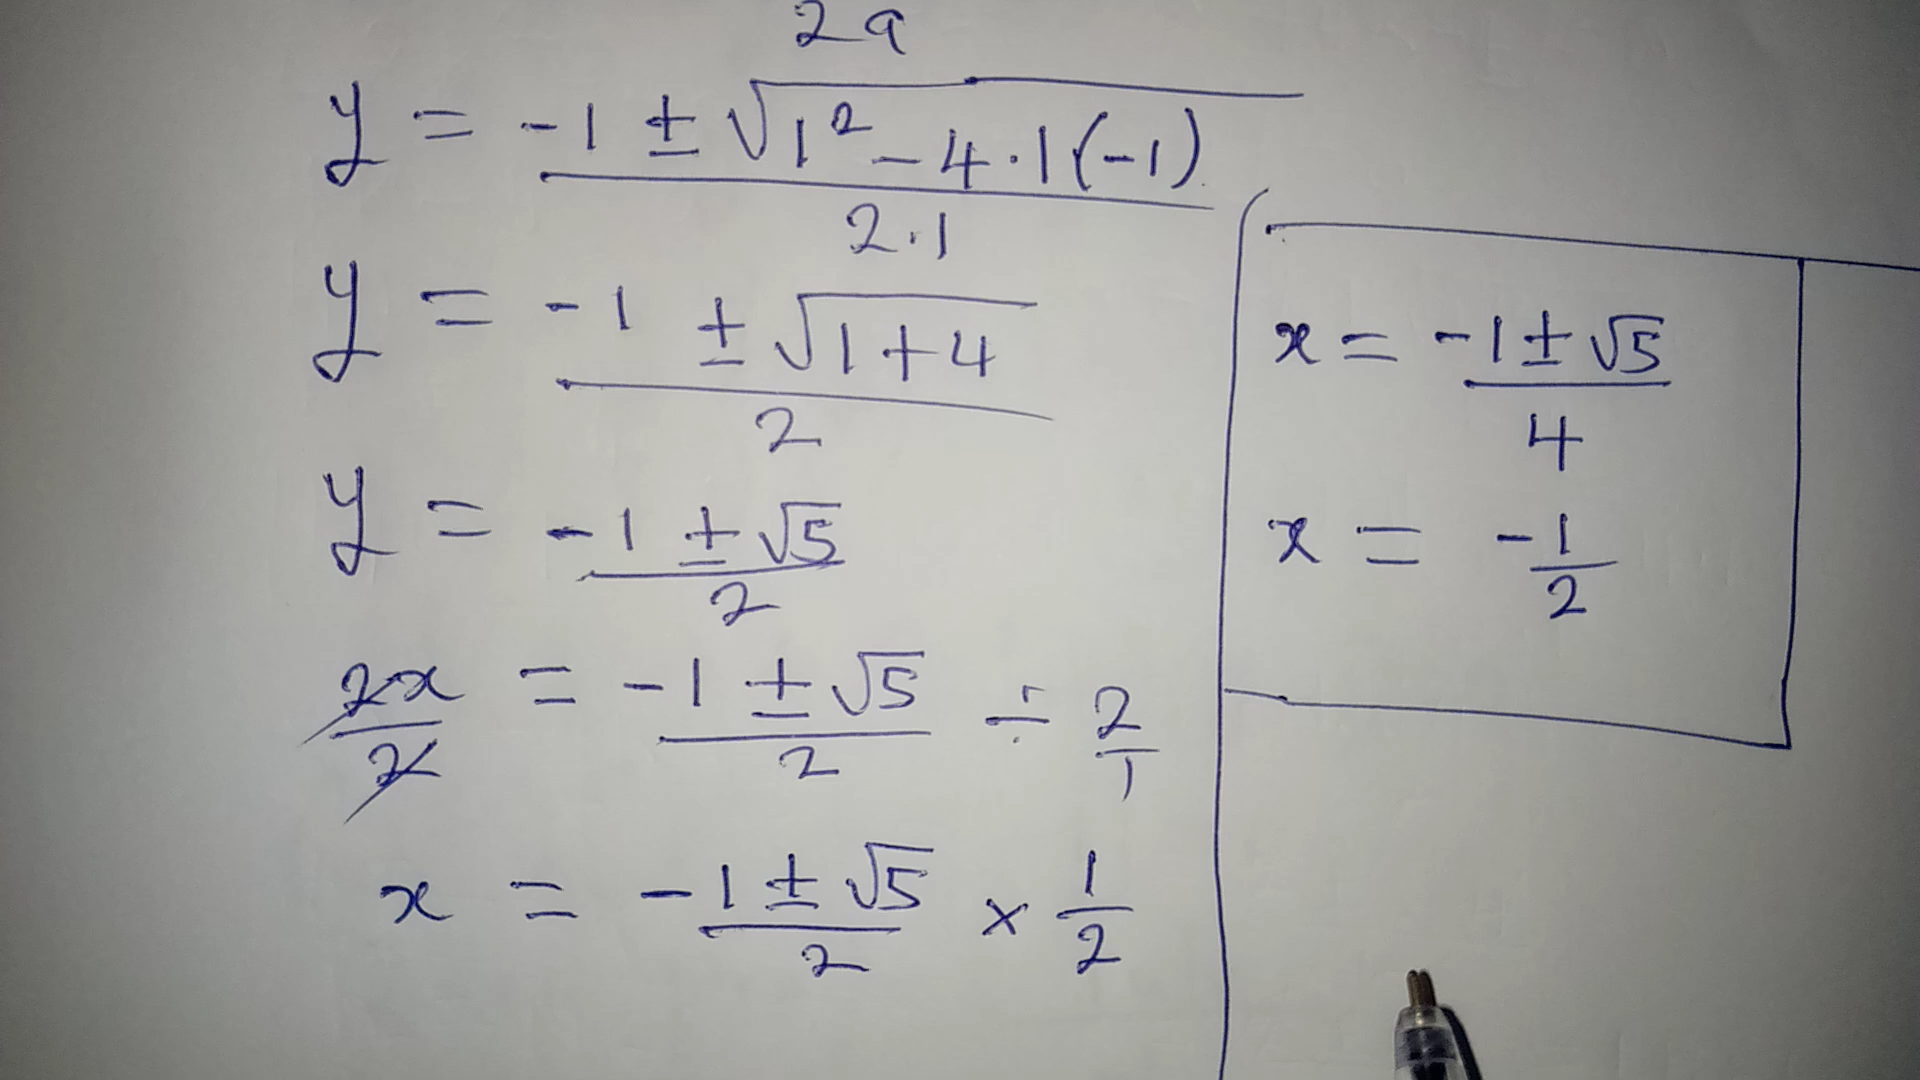 2a
y = -1 ± √(1² - 4·1(-1)) / 2·1
y = -1 ± √(1+4) / 2
y = -1 ± √5 / 2
2x / 2 = -1 ± √5 / 2 ÷ 2 / 1
x = -1 ± √5 / 2 × 1 / 2
x = -1 ± √5 / 4
x = -1 / 2